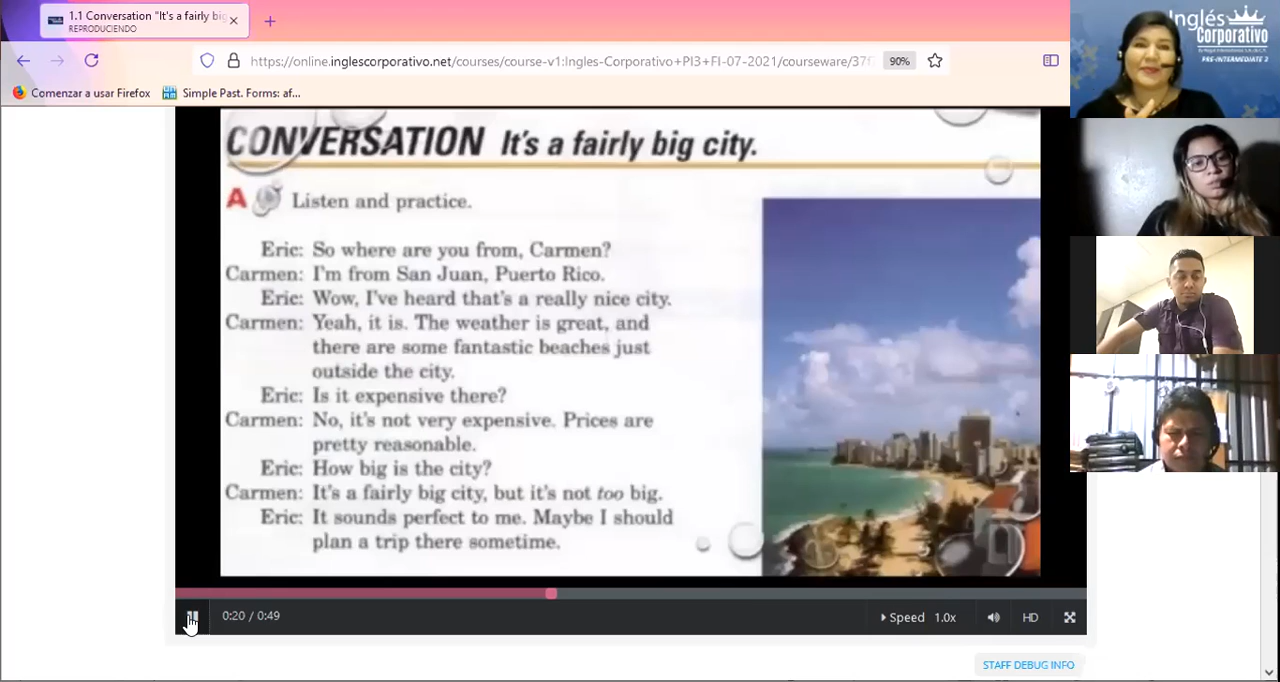 1.1 Conversation "It's a fairly big
REPRODUCIENDO
https://online.inglescorporativo.net/courses/course-v1:Ingles-Corporativo+PI3+FI-07-2021/courseware/37f
90%
Comenzar a usar Firefox
Simple Past. Forms: af...
Inglés
Corporativo
PRE-INTERMEDIATE 3
CONVERSATION It's a fairly big city.
A Listen and practice.
Eric: So where are you from, Carmen?
Carmen: I'm from San Juan, Puerto Rico.
Eric: Wow, I've heard that's a really nice city.
Carmen: Yeah, it is. The weather is great, and
there are some fantastic beaches just
outside the city.
Eric: Is it expensive there?
Carmen: No, it's not very expensive. Prices are
pretty reasonable.
Eric: How big is the city?
Carmen: It's a fairly big city, but it's not too big.
Eric: It sounds perfect to me. Maybe I should
plan a trip there sometime.
0:20 / 0:49
Speed 1.0x
HD
STAFF DEBUG INFO